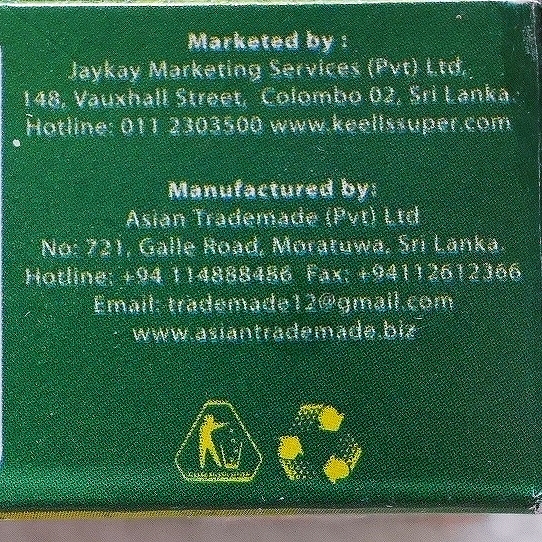 Marketed by :
Jaykay Marketing Services (Pvt) Ltd,
148, Vauxhall Street, Colombo 02, Sri Lanka.
Hotline: 011 2303500 www.keellssuper.com
Manufactured by:
Asian Trademade (Pvt) Ltd
No: 721, Galle Road, Moratuwa, Sri Lanka.
Hotline: +94 114888486 Fax: +94112612366
Email: trademade12@gmail.com
www.asiantrademade.biz